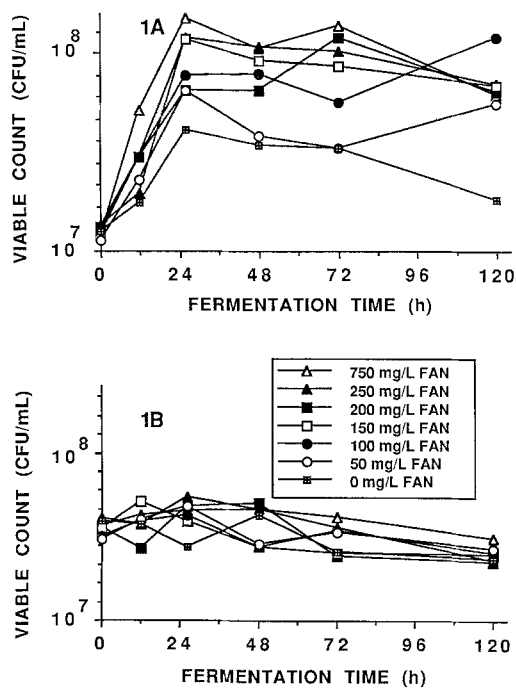 1A
VIABLE COUNT (CFU/mL)
10^8
10^7
0 24 48 72 96 120
FERMENTATION TIME (h)
1B
VIABLE COUNT (CFU/mL)
10^8
10^7
750 mg/L FAN
250 mg/L FAN
200 mg/L FAN
150 mg/L FAN
100 mg/L FAN
50 mg/L FAN
0 mg/L FAN
0 24 48 72 96 120
FERMENTATION TIME (h)